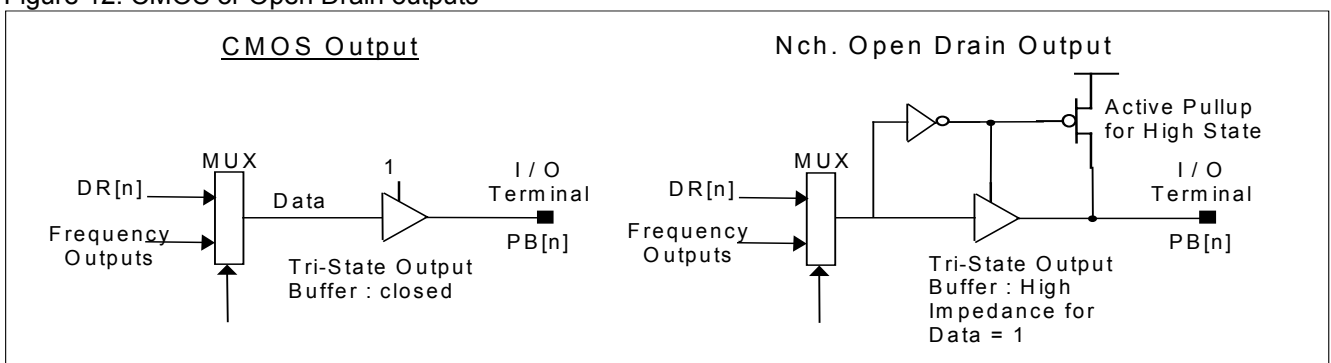 Figure 12. CMOS or Open Drain outputs
CMOS Output
MUX
DR[n]
Frequency
Outputs
Data
1
Tri-State Output
Buffer : closed
I / O
Terminal
PB[n]
Nch. Open Drain Output
Active Pullup
for High State
MUX
DR[n]
Frequency
Outputs
Tri-State Output
Buffer : High
Impedance for
Data = 1
I / O
Terminal
PB[n]